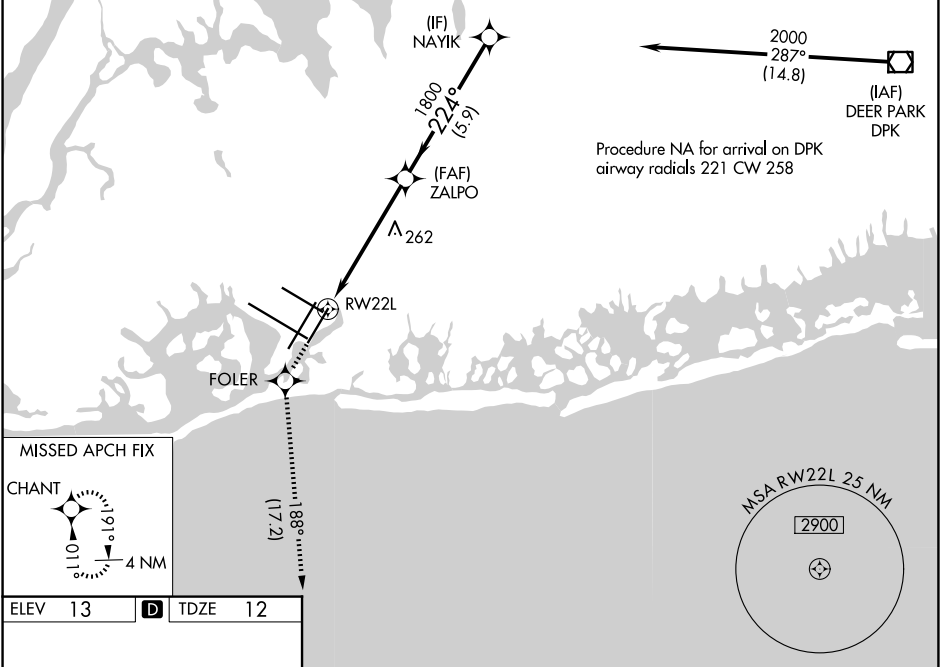 (IF)
NAYIK
2000
287°
(14.8)
(IAF)
DEER PARK
DPK
1800
224°
(5.9)
Procedure NA for arrival on DPK
airway radials 221 CW 258
(FAF)
ZALPO
262
RW22L
FOLER
MISSED APCH FIX
CHANT
191°
011°
4 NM
188°
(17.2)
MSA RW22L 25 NM
2900
ELEV 13 D TDZE 12